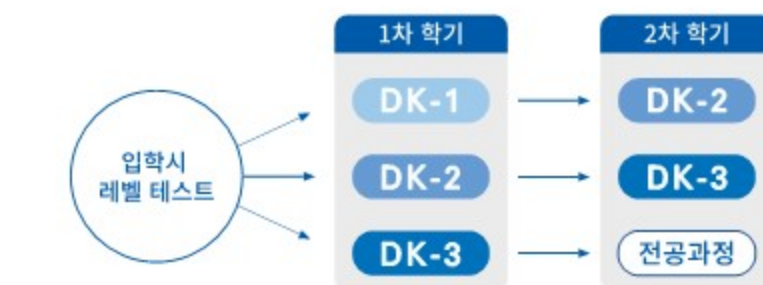 1차 학기
2차 학기
입학시
레벨 테스트
DK-1
DK-2
DK-2
DK-3
DK-3
전공과정